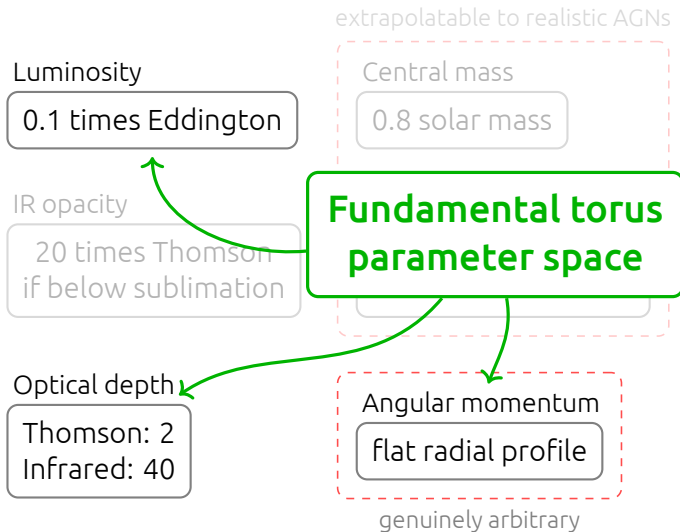 extrapolatable to realistic AGNs
Luminosity
0.1 times Eddington
Central mass
0.8 solar mass
IR opacity
20 times Thomson
if below sublimation
Fundamental torus
parameter space
Optical depth
Thomson: 2
Infrared: 40
Angular momentum
flat radial profile
genuinely arbitrary